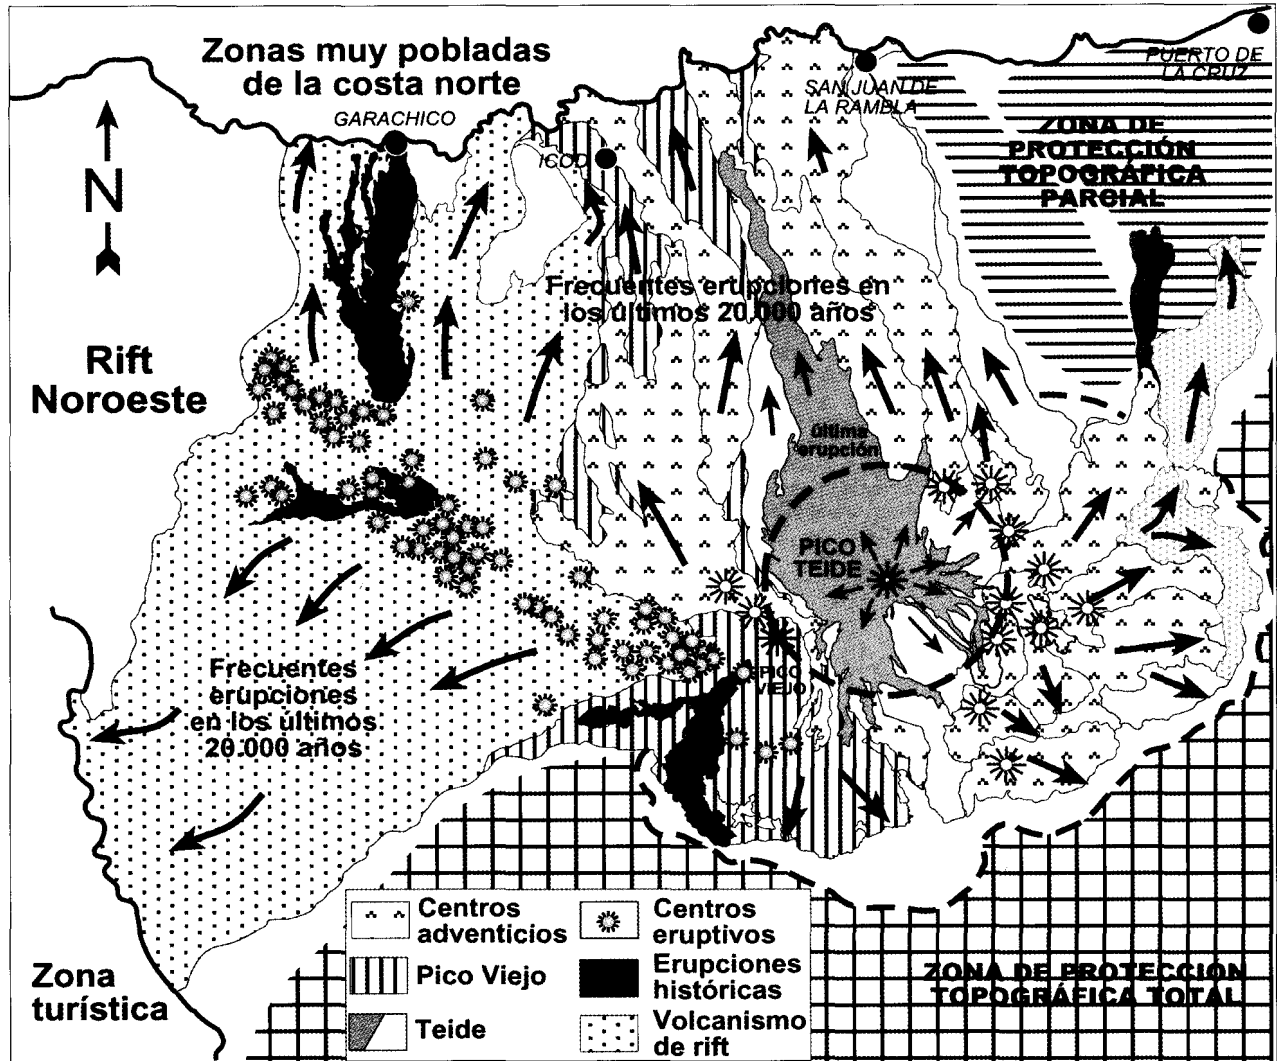 Zonas muy pobladas
de la costa norte
GARACHICO
ICOD
SAN JUAN DE
LA RAMBLA
PUERTO DE
LA CRUZ
ZONA DE
PROTECCIÓN
TOPOGRÁFICA
PARCIAL
N
Frecuentes erupciones en
los últimos 20.000 años
Rift
Noroeste
última
erupción
PICO
TEIDE
PICO
VIEJO
Frecuentes
erupciones
en los últimos
20.000 años
Zona
turística
Centros
adventicios
Pico Viejo
Teide
Centros
eruptivos
Erupciones
históricas
Volcanismo
de rift
ZONA DE PROTECCIÓN
TOPOGRÁFICA TOTAL